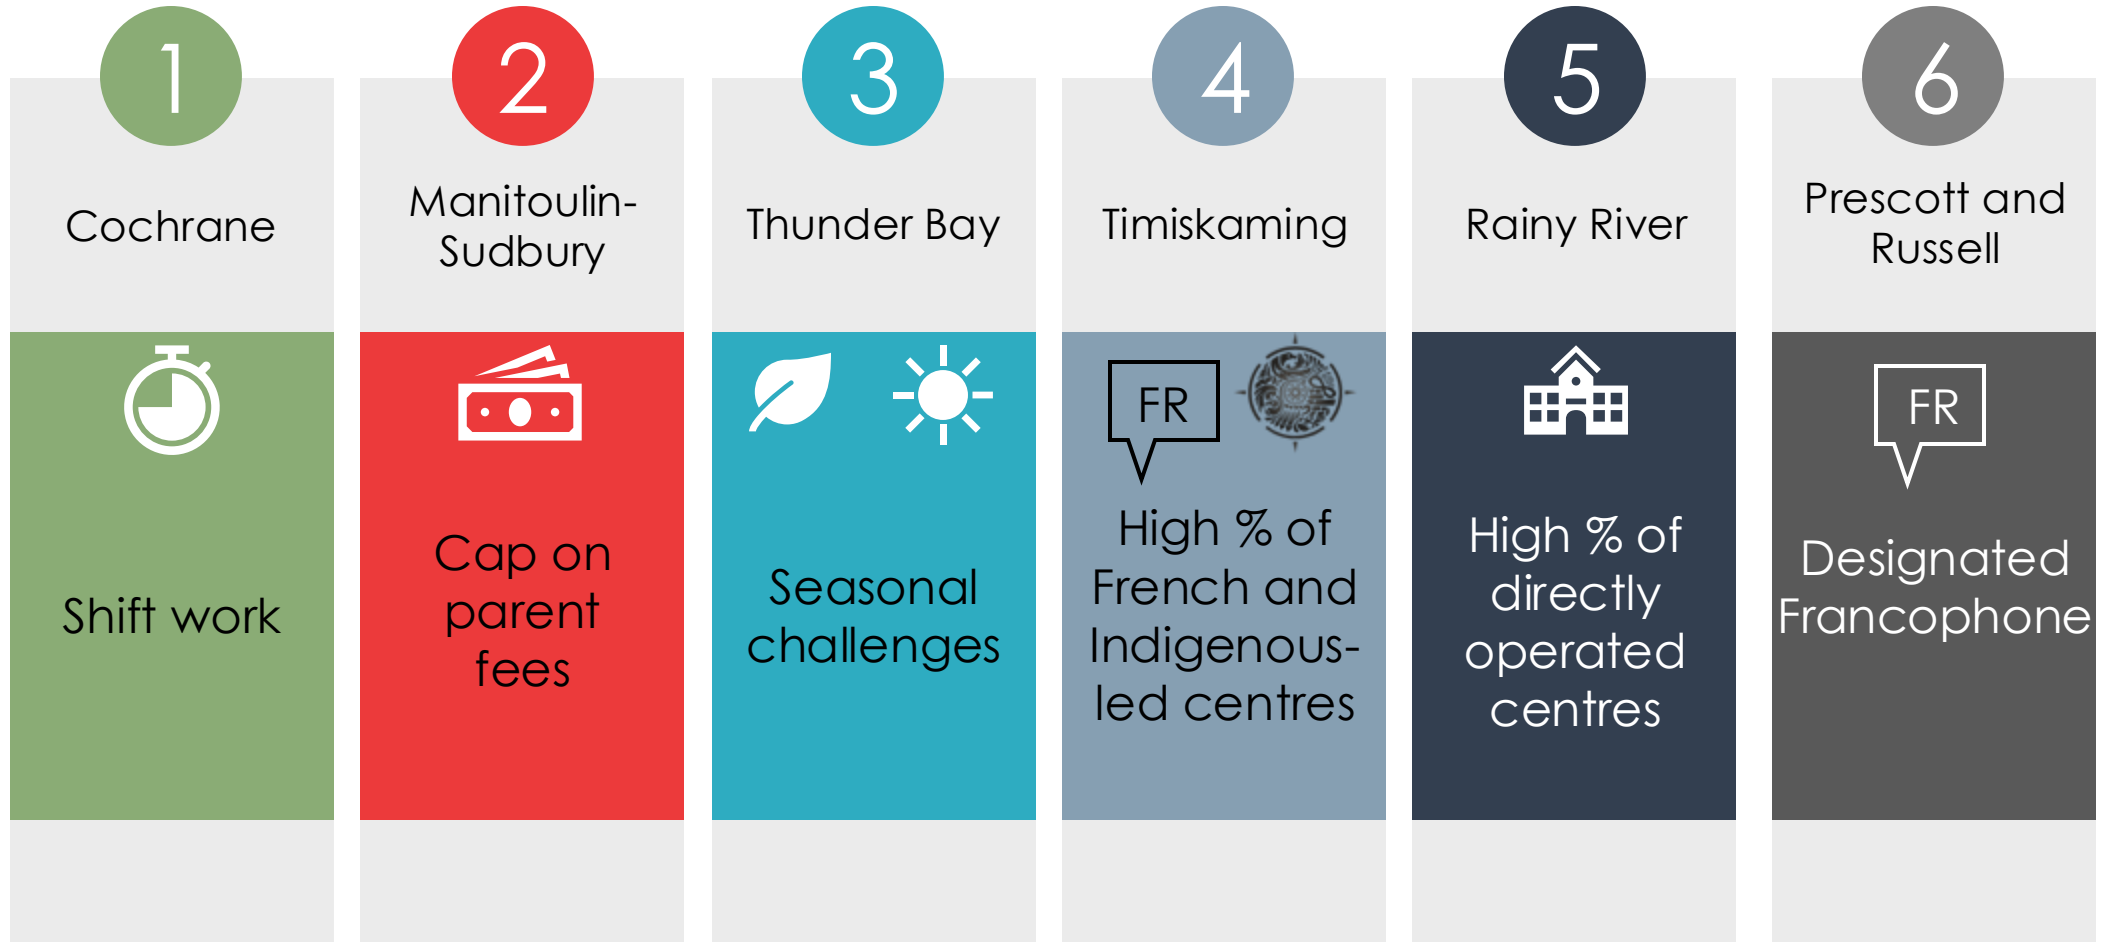 1
Cochrane
Shift work
2
Manitoulin-
Sudbury
Cap on
parent
fees
3
Thunder Bay
Seasonal
challenges
4
Timiskaming
FR
High % of
French and
Indigenous-
led centres
5
Rainy River
High % of
directly
operated
centres
6
Prescott and
Russell
FR
Designated
Francophone